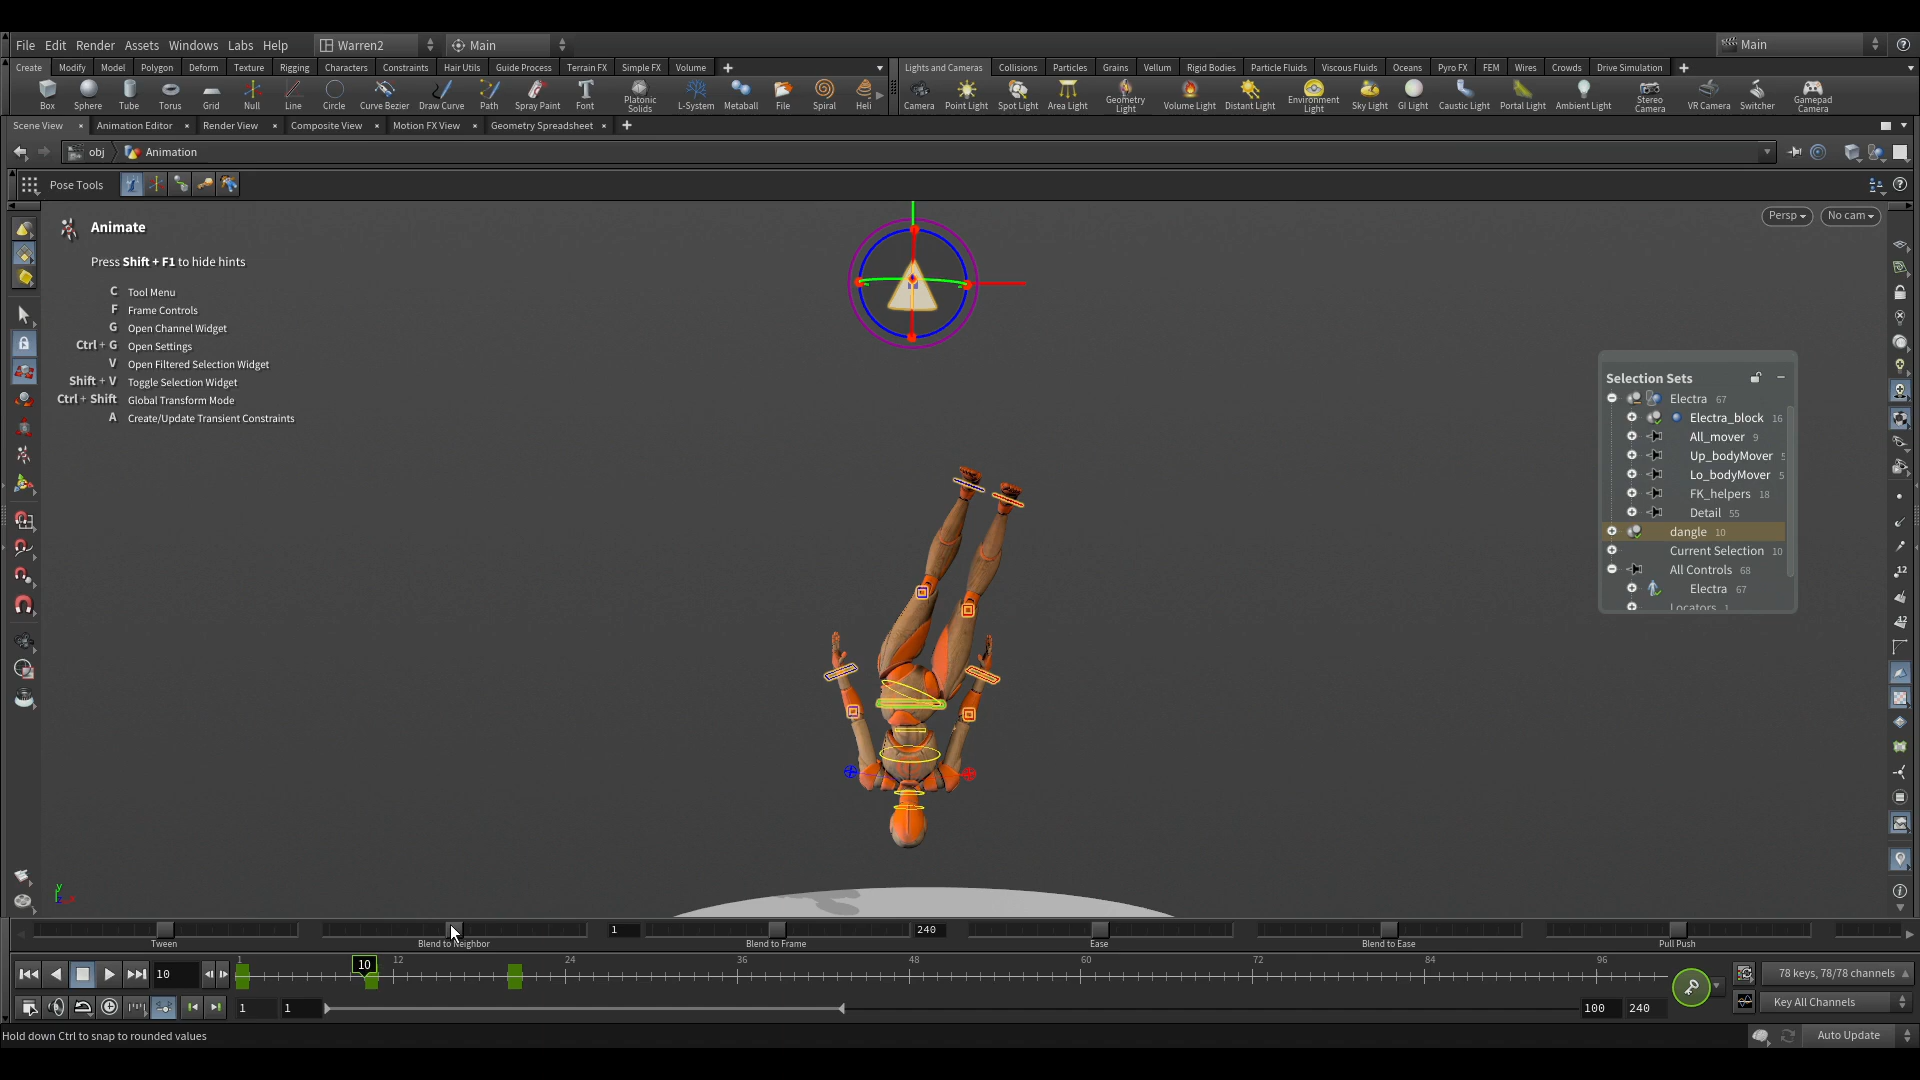 File Edit Render Assets Windows Labs Help Warren2 Main Main
Create Modify Model Polygon Deform Texture Rigging Characters Constraints Hair Utils Guide Process Terrain FX Simple FX Volume
Lights and Cameras Collisions Particles Grains Vellum Rigid Bodies Particle Fluids Viscous Fluids Oceans Pyro FX FEM Wires Crowds Drive Simulation
Box Sphere Tube Torus Grid Null Line Circle Curve Bezier Draw Curve Path Spray Paint Font Platonic Solids L-System Metaball File Spiral Heli
Camera Point Light Spot Light Area Light Geometry Light Volume Light Distant Light Environment Light Sky Light GI Light Caustic Light Portal Light Ambient Light Stereo Camera VR Camera Switcher Gamepad Camera
Scene View Animation Editor Render View Composite View Motion FX View Geometry Spreadsheet
obj Animation
Pose Tools
Persp No cam
Animate
Press Shift + F1 to hide hints
C Tool Menu
F Frame Controls
G Open Channel Widget
Ctrl + G Open Settings
V Open Filtered Selection Widget
Shift + V Toggle Selection Widget
Ctrl + Shift Global Transform Mode
A Create/Update Transient Constraints
Selection Sets
Electra 67
Electra_block 16
All_mover 9
Up_bodyMover 5
Lo_bodyMover 5
FK_helpers 18
Detail 55
dangle 10
Current Selection 10
All Controls 68
Electra 67
Locators 1
12
12
y
1 240
Tween Blend to Neighbor Blend to Frame Ease Blend to Ease Pull Push
10 1 10 12 24 36 48 60 72 84 96
78 keys, 78/78 channels
1 1 100 240 Key All Channels
Hold down Ctrl to snap to rounded values Auto Update